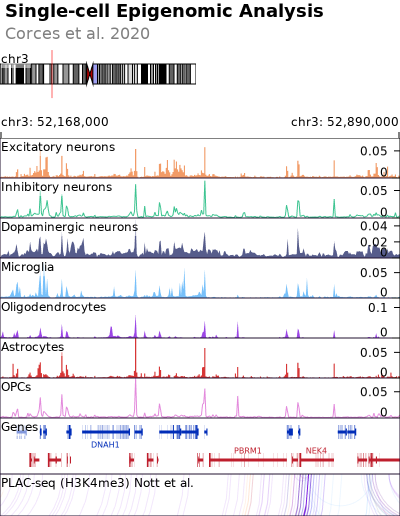 Single-cell Epigenomic Analysis
Corces et al. 2020
chr3
chr3: 52,168,000 chr3: 52,890,000
Excitatory neurons 0.05
0
Inhibitory neurons 0.05
0
Dopaminergic neurons 0.04
0.02
0
Microglia 0.05
0
Oligodendrocytes 0.1
0
Astrocytes 0.05
0
OPCs 0.05
0
Genes
DNAH1
PBRM1 NEK4
PLAC-seq (H3K4me3) Nott et al.